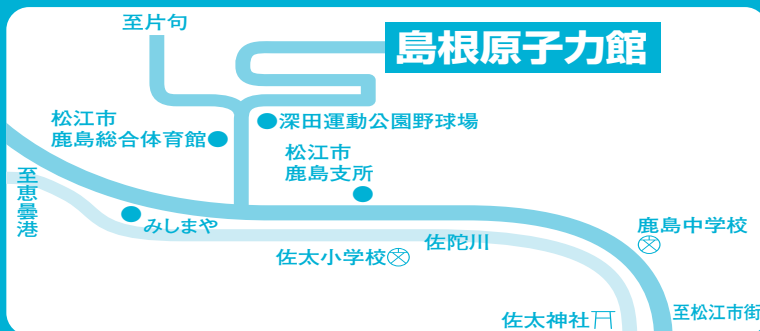 至片句
島根原子力館
松江市
鹿島総合体育館
深田運動公園野球場
松江市
鹿島支所
至恵曇港
みしまや
鹿島中学校
佐太小学校
佐陀川
佐太神社
至松江市街